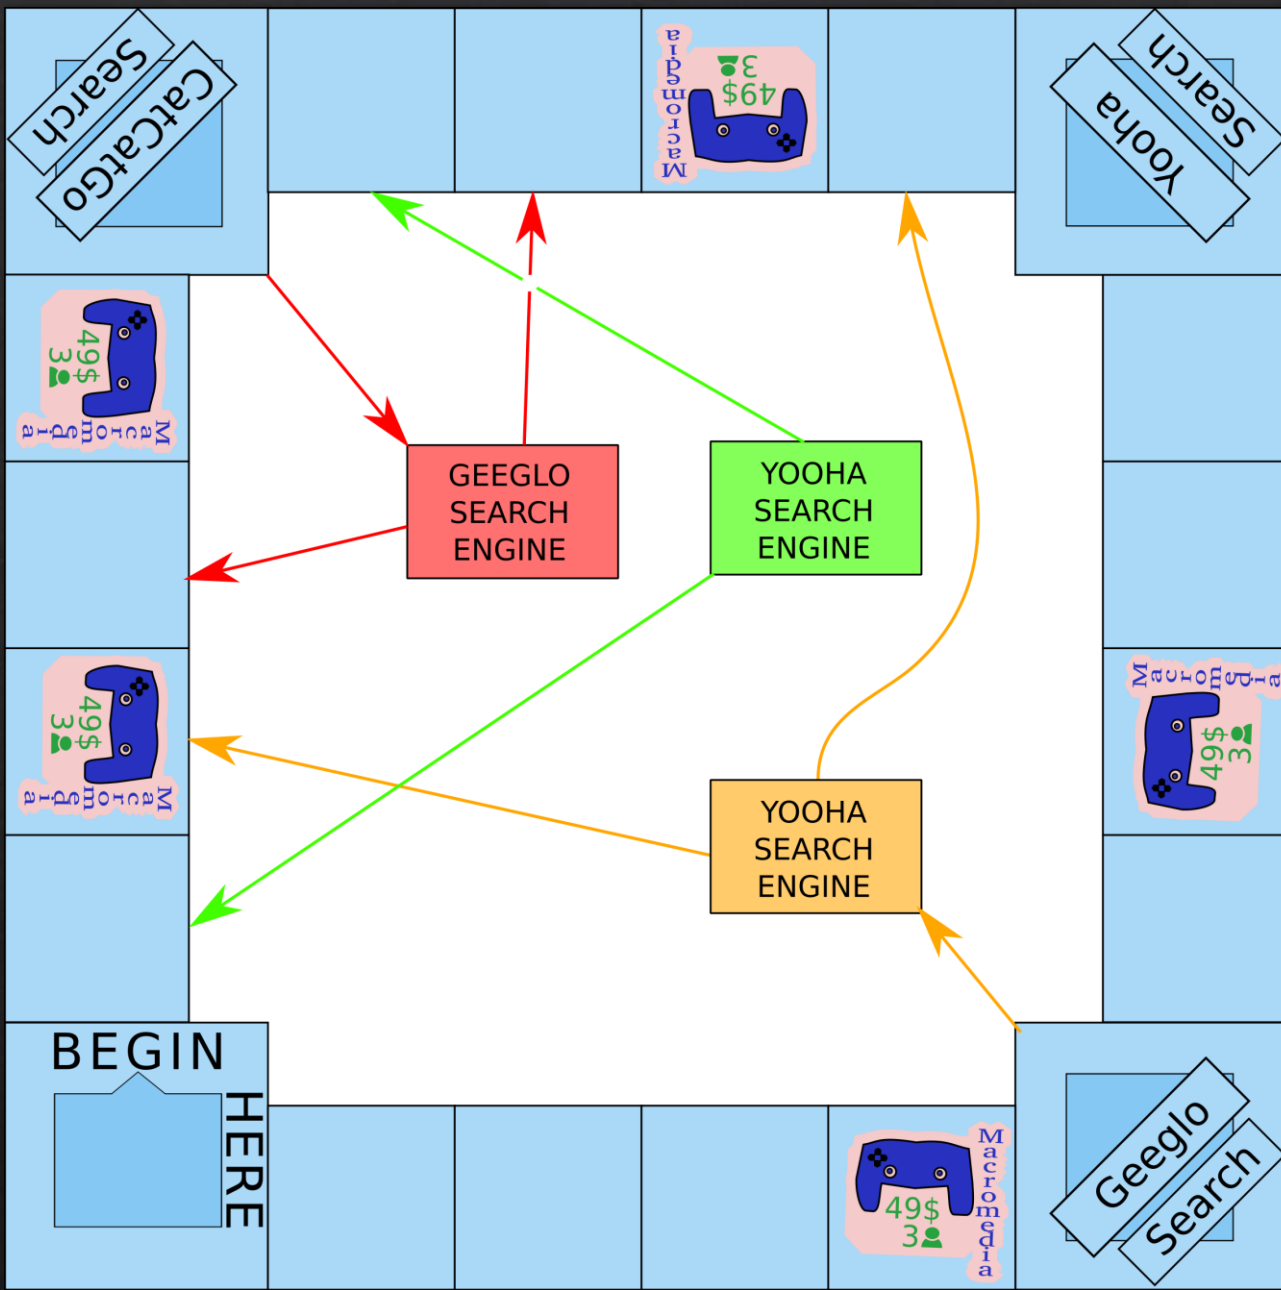 Search
CatCatGo
Macromedia
49$
3
Search
Yooha
49$
3
Macromedia
GEEGLO
SEARCH
ENGINE
YOOHA
SEARCH
ENGINE
49$
3
Macromedia
Macromedia
49$
3
YOOHA
SEARCH
ENGINE
BEGIN
HERE
Macromedia
49$
3
Geeglo
Search